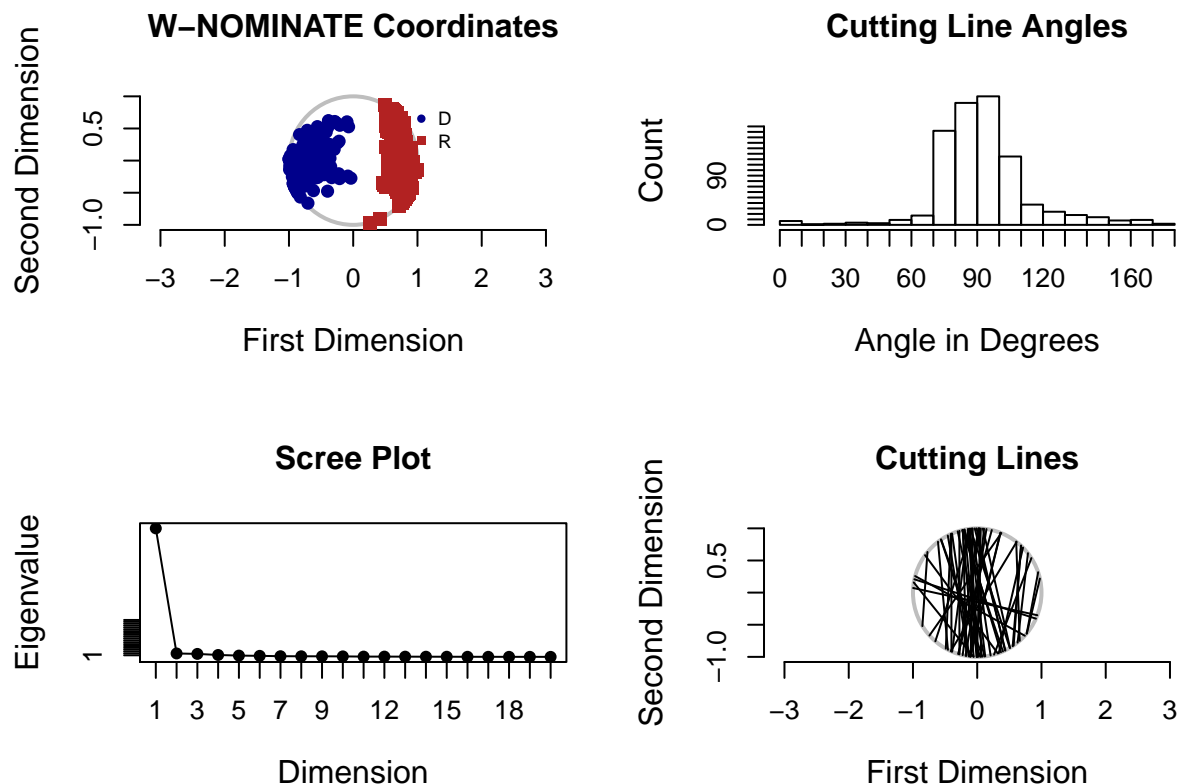 W−NOMINATE Coordinates
Second Dimension
−1.0 0.5
D
R
−3 −2 −1 0 1 2 3
First Dimension
Cutting Line Angles
Count
0 90
0 30 60 90 120 160
Angle in Degrees
Scree Plot
Eigenvalue
1
1 3 5 7 9 12 15 18
Dimension
Cutting Lines
Second Dimension
−1.0 0.5
−3 −2 −1 0 1 2 3
First Dimension